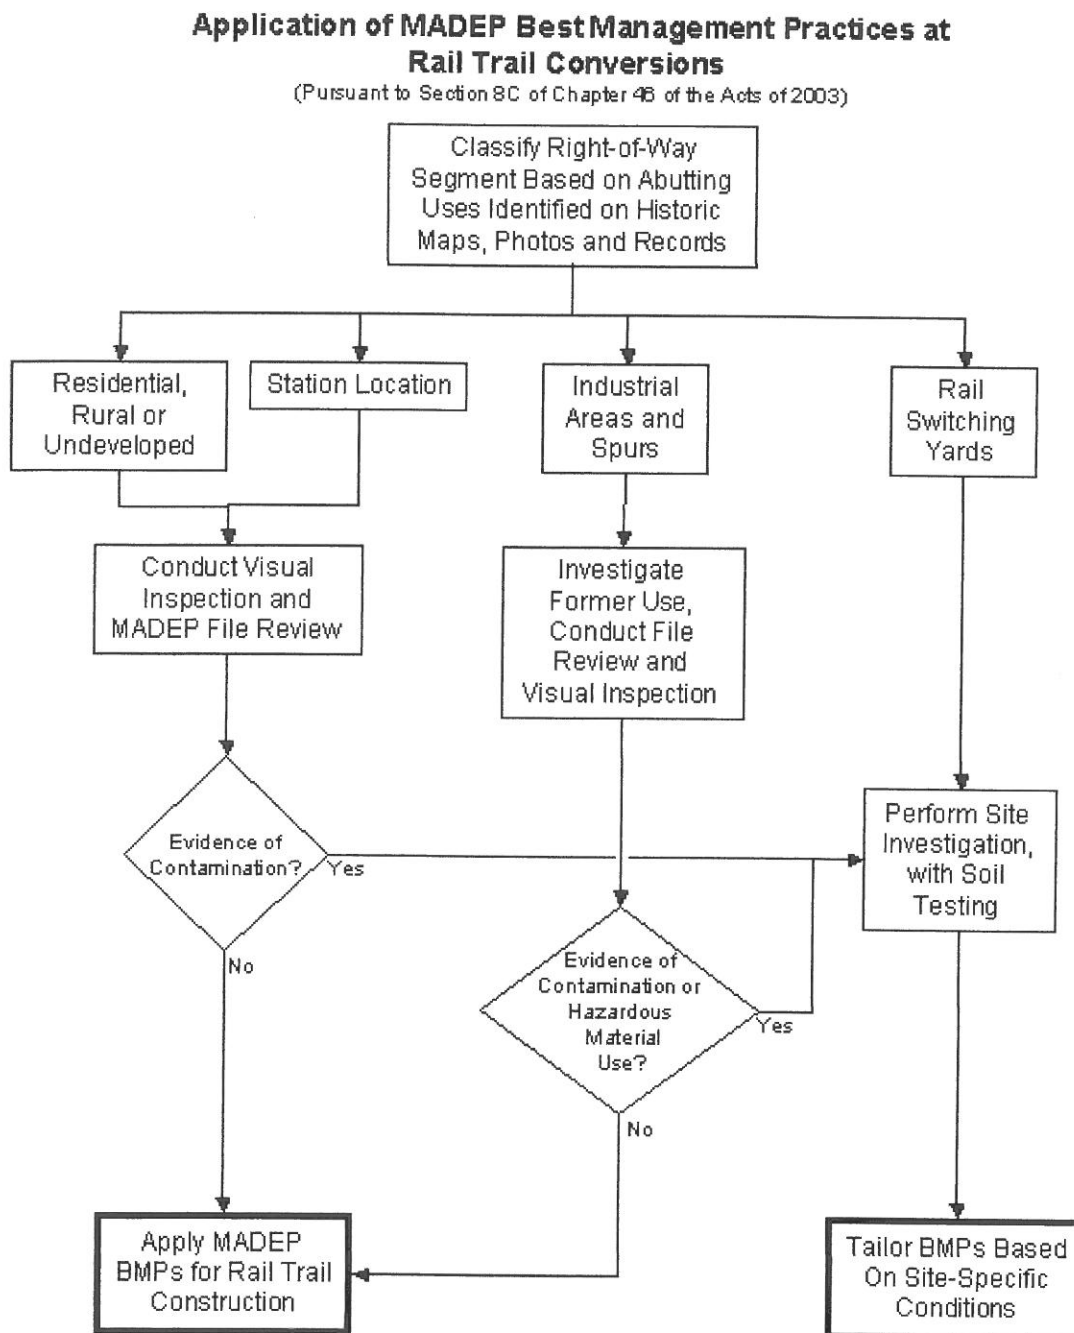 Application of MADEP Best Management Practices at
Rail Trail Conversions
(Pursuant to Section 8C of Chapter 46 of the Acts of 2003)
Classify Right-of-Way
Segment Based on Abutting
Uses Identified on Historic
Maps, Photos and Records
Residential,
Rural or
Undeveloped
Station Location
Industrial
Areas and
Spurs
Rail
Switching
Yards
Conduct Visual
Inspection and
MADEP File Review
Investigate
Former Use,
Conduct File
Review and
Visual Inspection
Evidence of
Contamination?
Yes
No
Perform Site
Investigation,
with Soil
Testing
Evidence of
Contamination or
Hazardous
Material
Use?
Yes
No
Apply MADEP
BMPs for Rail Trail
Construction
Tailor BMPs Based
On Site-Specific
Conditions